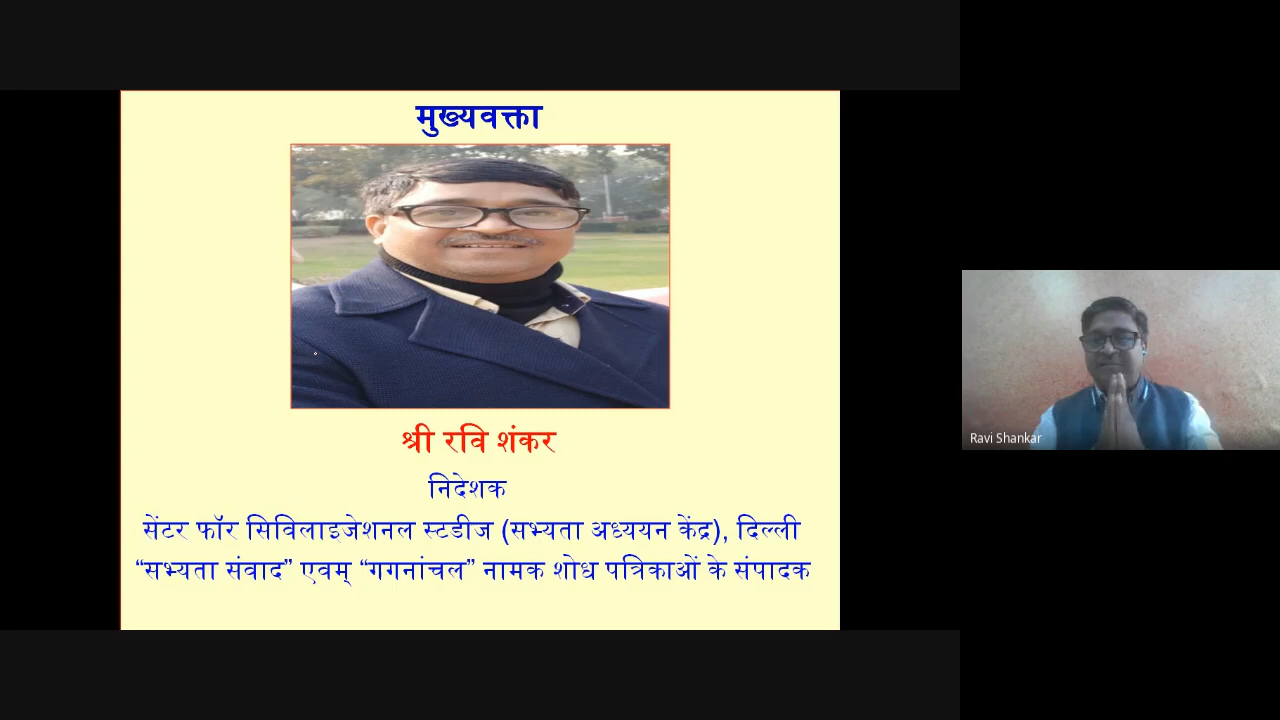 मुख्यवक्ता
श्री रवि शंकर
निदेशक
सेंटर फॉर सिविलाइजेशनल स्टडीज (सभ्यता अध्ययन केंद्र), दिल्ली
“सभ्यता संवाद” एवम् “गगनांचल” नामक शोध पत्रिकाओं के संपादक
Ravi Shankar